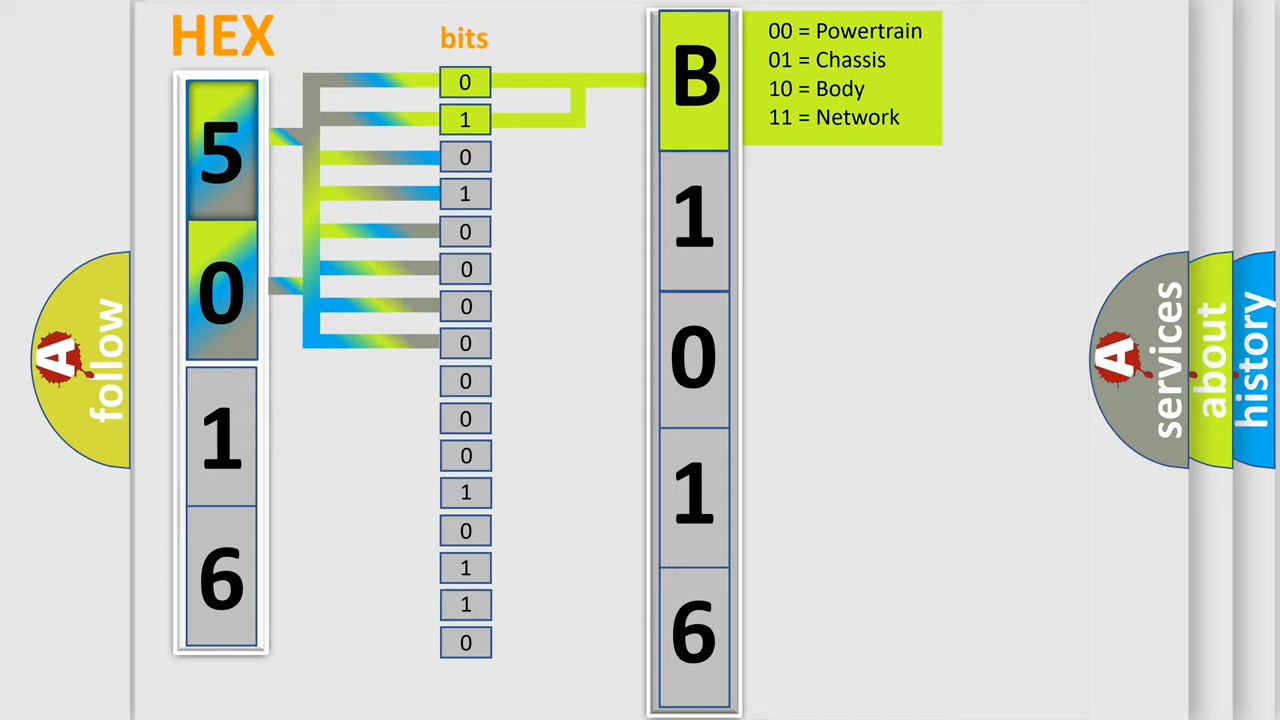 HEX
bits
5
0
1
6
0
1
0
1
0
0
0
0
0
0
0
1
0
1
1
0
B
1
0
1
6
00 = Powertrain
01 = Chassis
10 = Body
11 = Network
A
follow
A
services
about
history